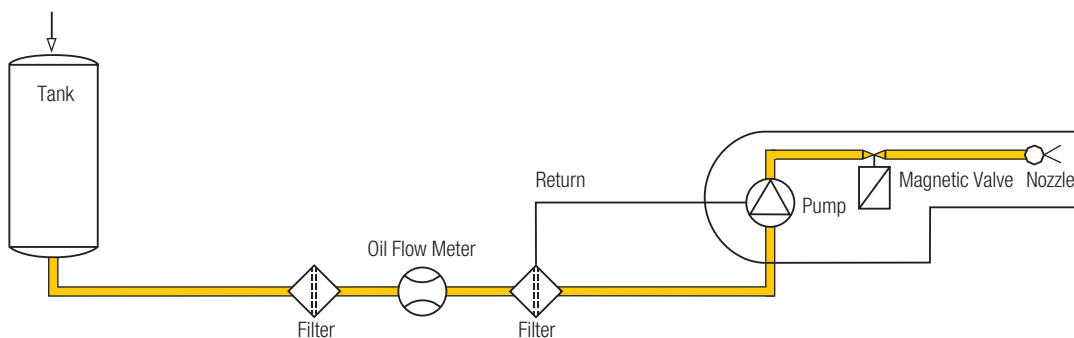 Tank
Return
Magnetic Valve
Nozzle
Pump
Oil Flow Meter
Filter
Filter